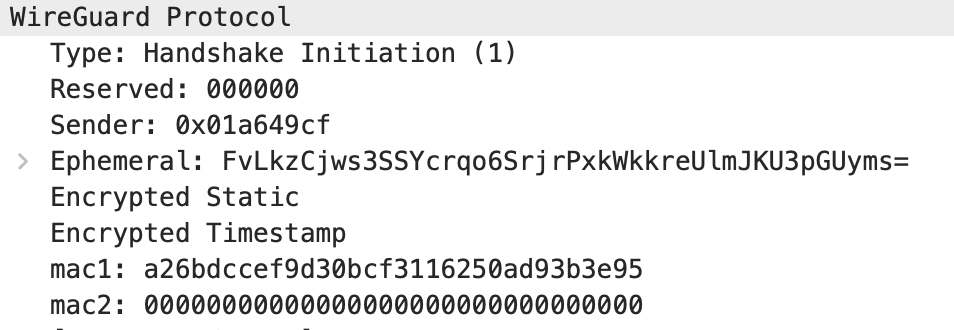 WireGuard Protocol
Type: Handshake Initiation (1)
Reserved: 000000
Sender: 0x01a649cf
Ephemeral: FvLkzCjws3SSYcrqo6SrjrPxkWkkreUlmJKU3pGUyms=
Encrypted Static
Encrypted Timestamp
mac1: a26bdccef9d30bcf3116250ad93b3e95
mac2: 00000000000000000000000000000000